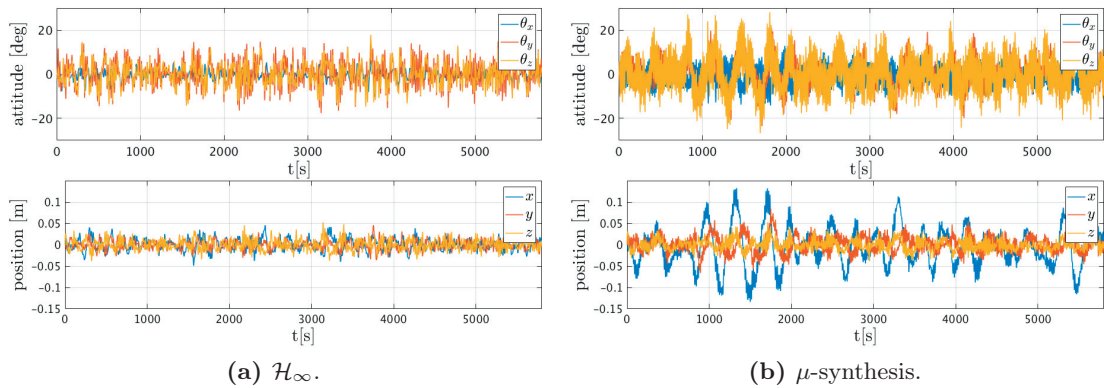 attitude [deg]
20
0
−20
θx
θy
θz
0 1000 2000 3000 4000 5000
t[s]
position [m]
0.1
0.05
0
−0.05
−0.1
−0.15
x
y
z
0 1000 2000 3000 4000 5000
t[s]
(a) ℋ∞.
attitude [deg]
20
0
−20
θx
θy
θz
0 1000 2000 3000 4000 5000
t[s]
position [m]
0.1
0.05
0
−0.05
−0.1
−0.15
x
y
z
0 1000 2000 3000 4000 5000
t[s]
(b) μ-synthesis.